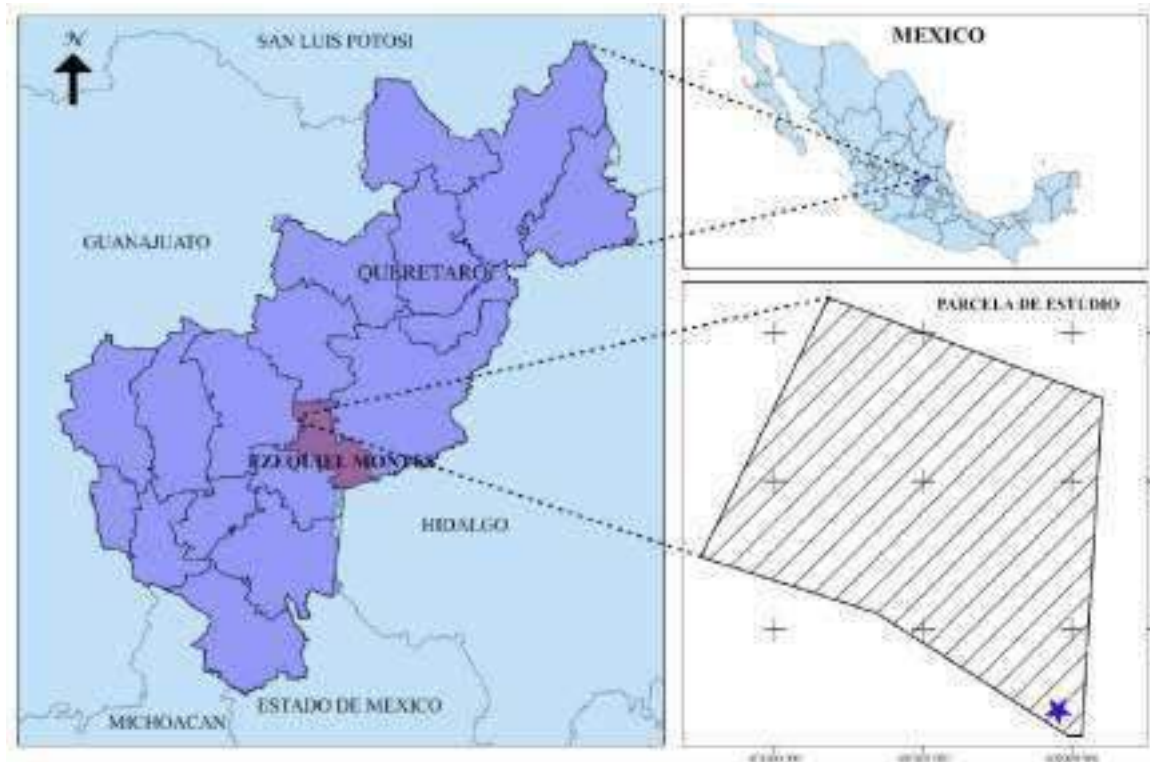 N
SAN LUIS POTOSI
GUANAJUATO
QUERETARO
EZEQUIEL MONTES
HIDALGO
ESTADO DE MEXICO
MICHOACAN
MEXICO
PARCELA DE ESTUDIO